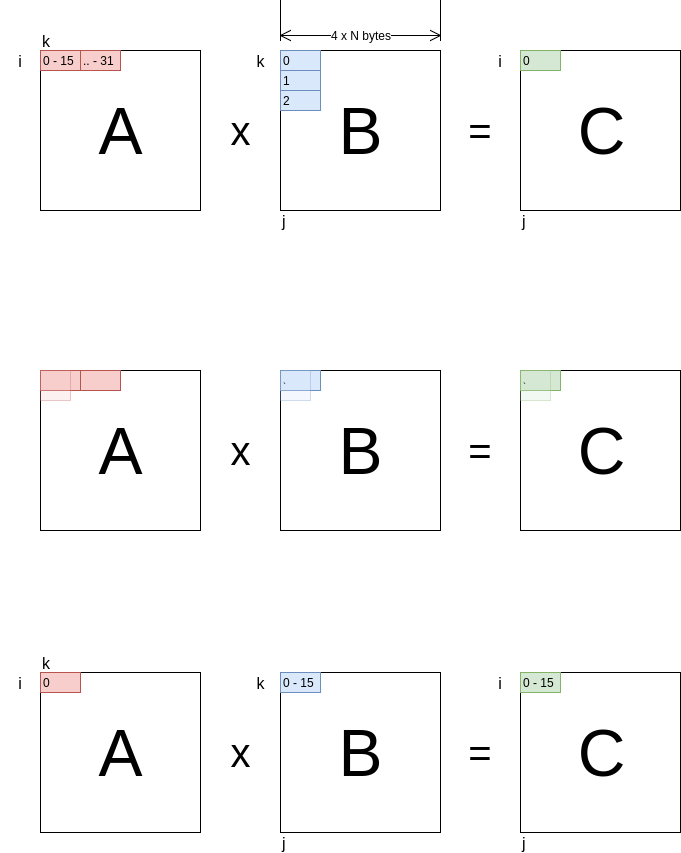 4 x N bytes
k
i 0 - 15 .. - 31 k 0 i 0
1
2
A x B = C
j j
. .
A x B = C
k
i 0 k 0 - 15 i 0 - 15
A x B = C
j j